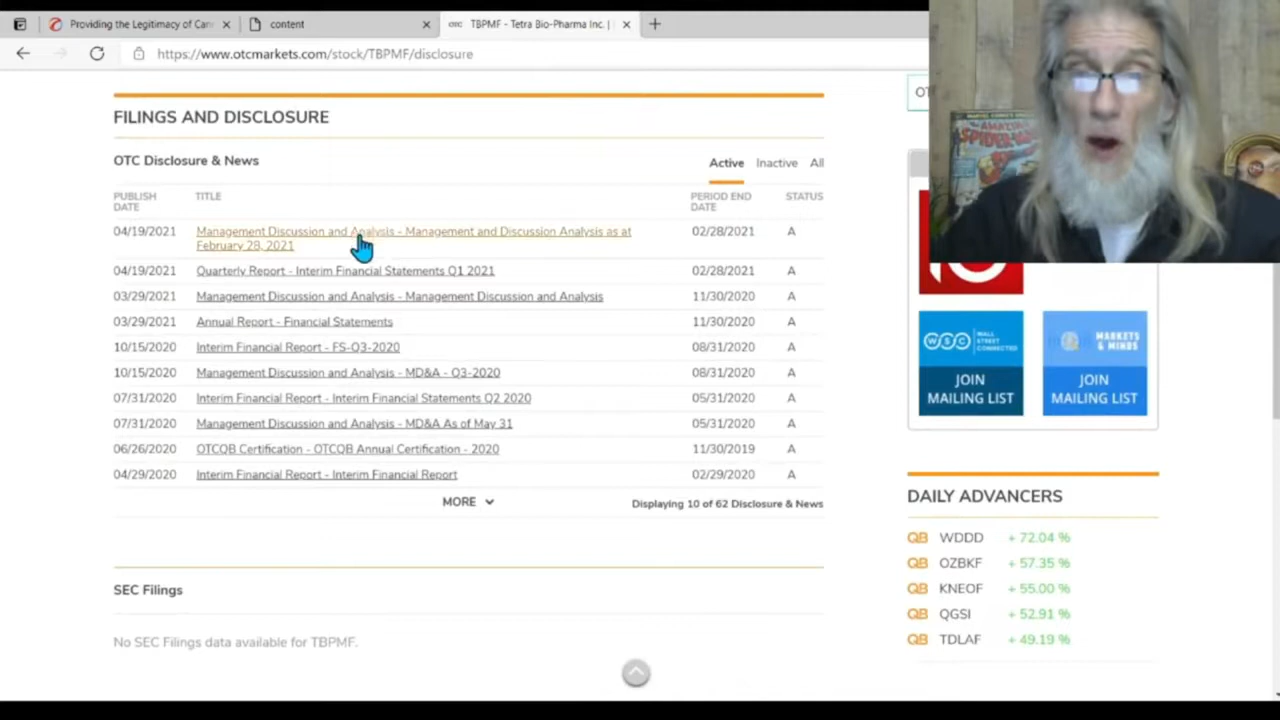 Providing the Legitimacy of Can
content
OTC TBPMF - Tetra Bio-Pharma Inc. |
https://www.otcmarkets.com/stock/TBPMF/disclosure
FILINGS AND DISCLOSURE
OTC Disclosure & News
Active Inactive All
PUBLISH DATE TITLE PERIOD END DATE STATUS
04/19/2021 Management Discussion and Analysis - Management and Discussion Analysis as at 02/28/2021 A
February 28, 2021
04/19/2021 Quarterly Report - Interim Financial Statements Q1 2021 02/28/2021 A
03/29/2021 Management Discussion and Analysis - Management Discussion and Analysis 11/30/2020 A
03/29/2021 Annual Report - Financial Statements 11/30/2020 A
10/15/2020 Interim Financial Report - FS-Q3-2020 08/31/2020 A
10/15/2020 Management Discussion and Analysis - MD&A - Q3-2020 08/31/2020 A
07/31/2020 Interim Financial Report - Interim Financial Statements Q2 2020 05/31/2020 A
07/31/2020 Management Discussion and Analysis - MD&A As of May 31 05/31/2020 A
06/26/2020 OTCQB Certification - OTCQB Annual Certification - 2020 11/30/2019 A
04/29/2020 Interim Financial Report - Interim Financial Report 02/29/2020 A
MORE
Displaying 10 of 62 Disclosure & News
SEC Filings
No SEC Filings data available for TBPMF.
AMAZING
SPIDER-MAN
WSC WALL
STREET
CONNECTED
JOIN
MAILING LIST
MARKETS
& MINDS
JOIN
MAILING LIST
DAILY ADVANCERS
QB WDDD + 72.04 %
QB OZBKF + 57.35 %
QB KNEOF + 55.00 %
QB QGSI + 52.91 %
QB TDLAF + 49.19 %